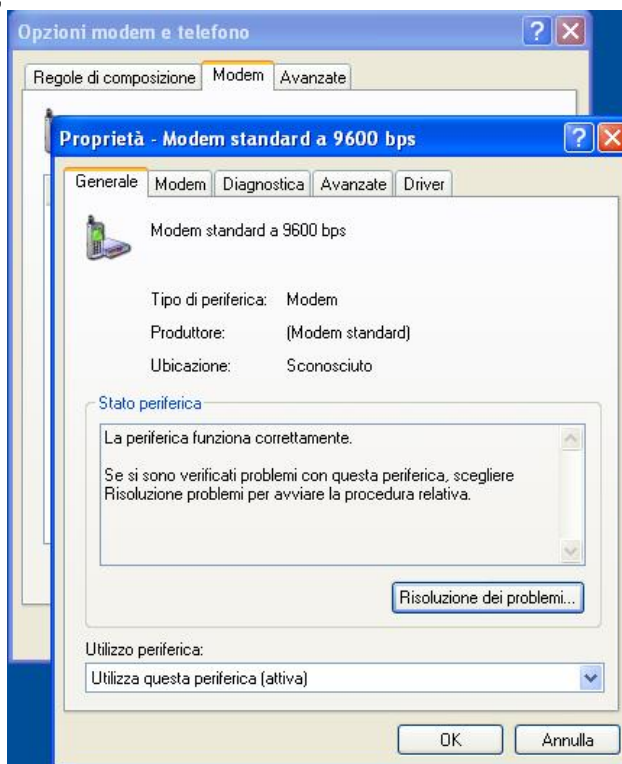 Opzioni modem e telefono
Regole di composizione Modem Avanzate
Proprietà - Modem standard a 9600 bps
Generale Modem Diagnostica Avanzate Driver
Modem standard a 9600 bps
Tipo di periferica: Modem
Produttore: (Modem standard)
Ubicazione: Sconosciuto
Stato periferica
La periferica funziona correttamente.
Se si sono verificati problemi con questa periferica, scegliere
Risoluzione problemi per avviare la procedura relativa.
Risoluzione dei problemi...
Utilizzo periferica:
Utilizza questa periferica (attiva)
OK Annulla